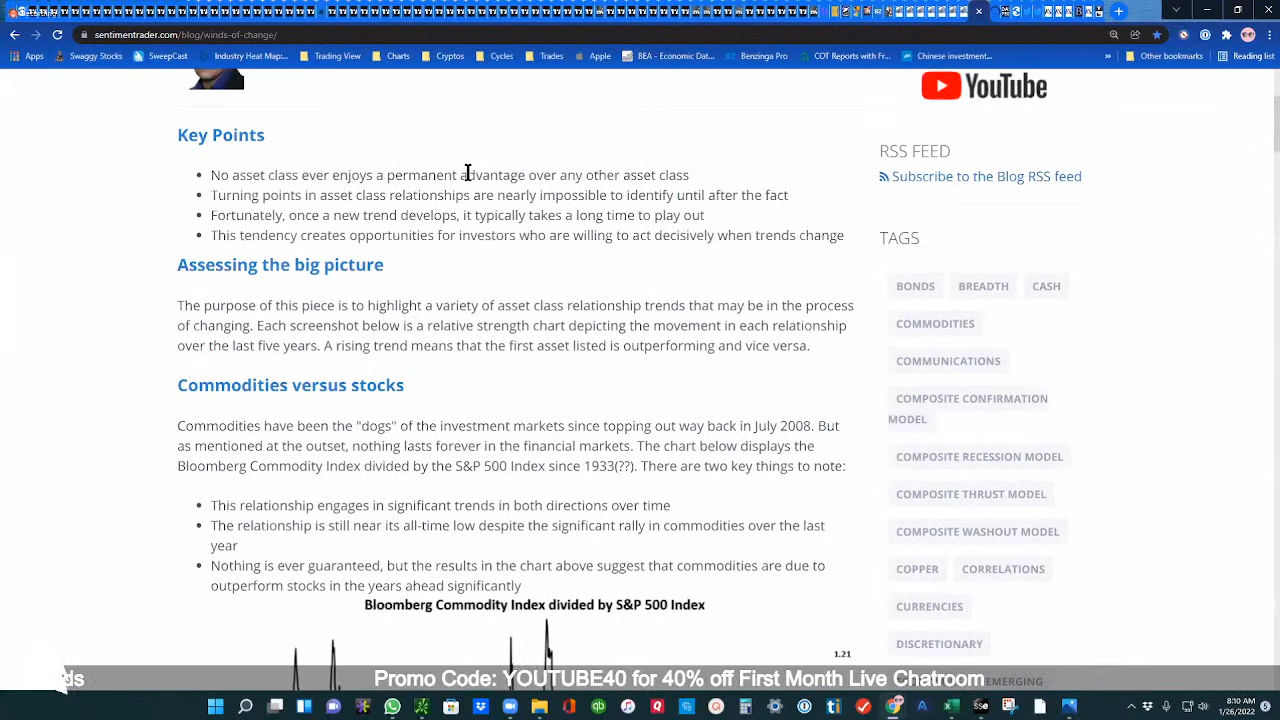 sentimentrader.com/blog/winds-of-change/
Apps Swaggy Stocks SweepCast Industry Heat Map:... Trading View Charts Cryptos Cycles Trades Apple BEA - Economic Dat... Benzinga Pro COT Reports with Fr... Chinese investment... » Reading list
YouTube
Key Points
No asset class ever enjoys a permanent advantage over any other asset class
Turning points in asset class relationships are nearly impossible to identify until after the fact
Fortunately, once a new trend develops, it typically takes a long time to play out
This tendency creates opportunities for investors who are willing to act decisively when trends change
Assessing the big picture
The purpose of this piece is to highlight a variety of asset class relationship trends that may be in the process
of changing. Each screenshot below is a relative strength chart depicting the movement in each relationship
over the last five years. A rising trend means that the first asset listed is outperforming and vice versa.
Commodities versus stocks
Commodities have been the "dogs" of the investment markets since topping out way back in July 2008. But
as mentioned at the outset, nothing lasts forever in the financial markets. The chart below displays the
Bloomberg Commodity Index divided by the S&P 500 Index since 1933(??). There are two key things to note:
This relationship engages in significant trends in both directions over time
The relationship is still near its all-time low despite the significant rally in commodities over the last
year
Nothing is ever guaranteed, but the results in the chart above suggest that commodities are due to
outperform stocks in the years ahead significantly
Bloomberg Commodity Index divided by S&P 500 Index
1.21
RSS FEED
Subscribe to the Blog RSS feed
TAGS
BONDS BREADTH CASH
COMMODITIES
COMMUNICATIONS
COMPOSITE CONFIRMATION
MODEL
COMPOSITE RECESSION MODEL
COMPOSITE THRUST MODEL
COMPOSITE WASHOUT MODEL
COPPER CORRELATIONS
CURRENCIES
DISCRETIONARY
EMERGING
ds Promo Code: YOUTUBE40 for 40% off First Month Live Chatroom
8:30 AM
1/26/2022